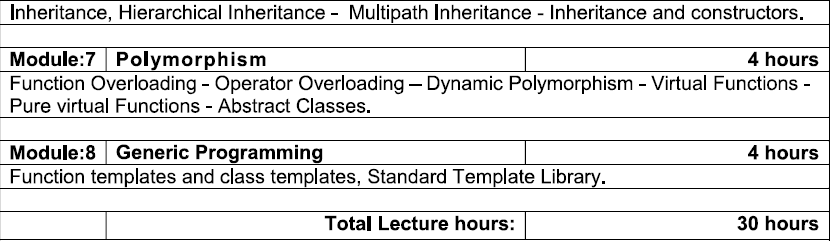 Inheritance, Hierarchical Inheritance - Multipath Inheritance - Inheritance and constructors.
Module:7 Polymorphism 4 hours
Function Overloading - Operator Overloading – Dynamic Polymorphism - Virtual Functions -
Pure virtual Functions - Abstract Classes.
Module:8 Generic Programming 4 hours
Function templates and class templates, Standard Template Library.
Total Lecture hours: 30 hours